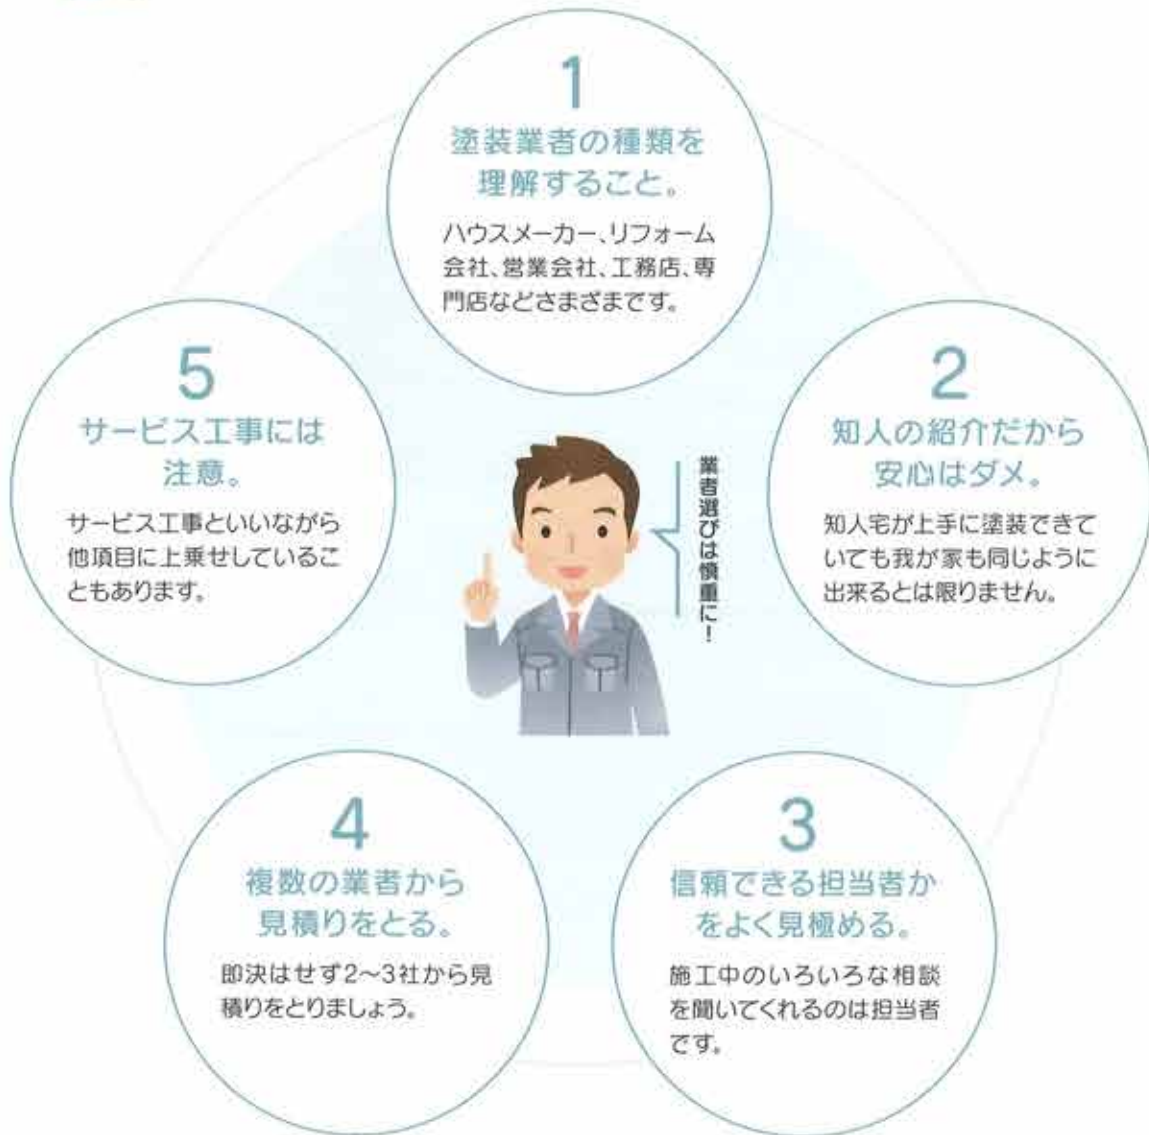 1
塗装業者の種類を
理解すること。
ハウスメーカー、リフォーム
会社、営業会社、工務店、専
門店などさまざまです。
2
知人の紹介だから
安心はダメ。
知人宅が上手に塗装できて
いても我が家も同じように
出来るとは限りません。
3
信頼できる担当者か
をよく見極める。
施工中のいろいろな相談
を聞いてくれるのは担当者
です。
4
複数の業者から
見積りをとる。
即決はせず2〜3社から見
積りをとりましょう。
5
サービス工事には
注意。
サービス工事といいながら
他項目に上乗せしているこ
ともあります。
業者選びは慎重に！